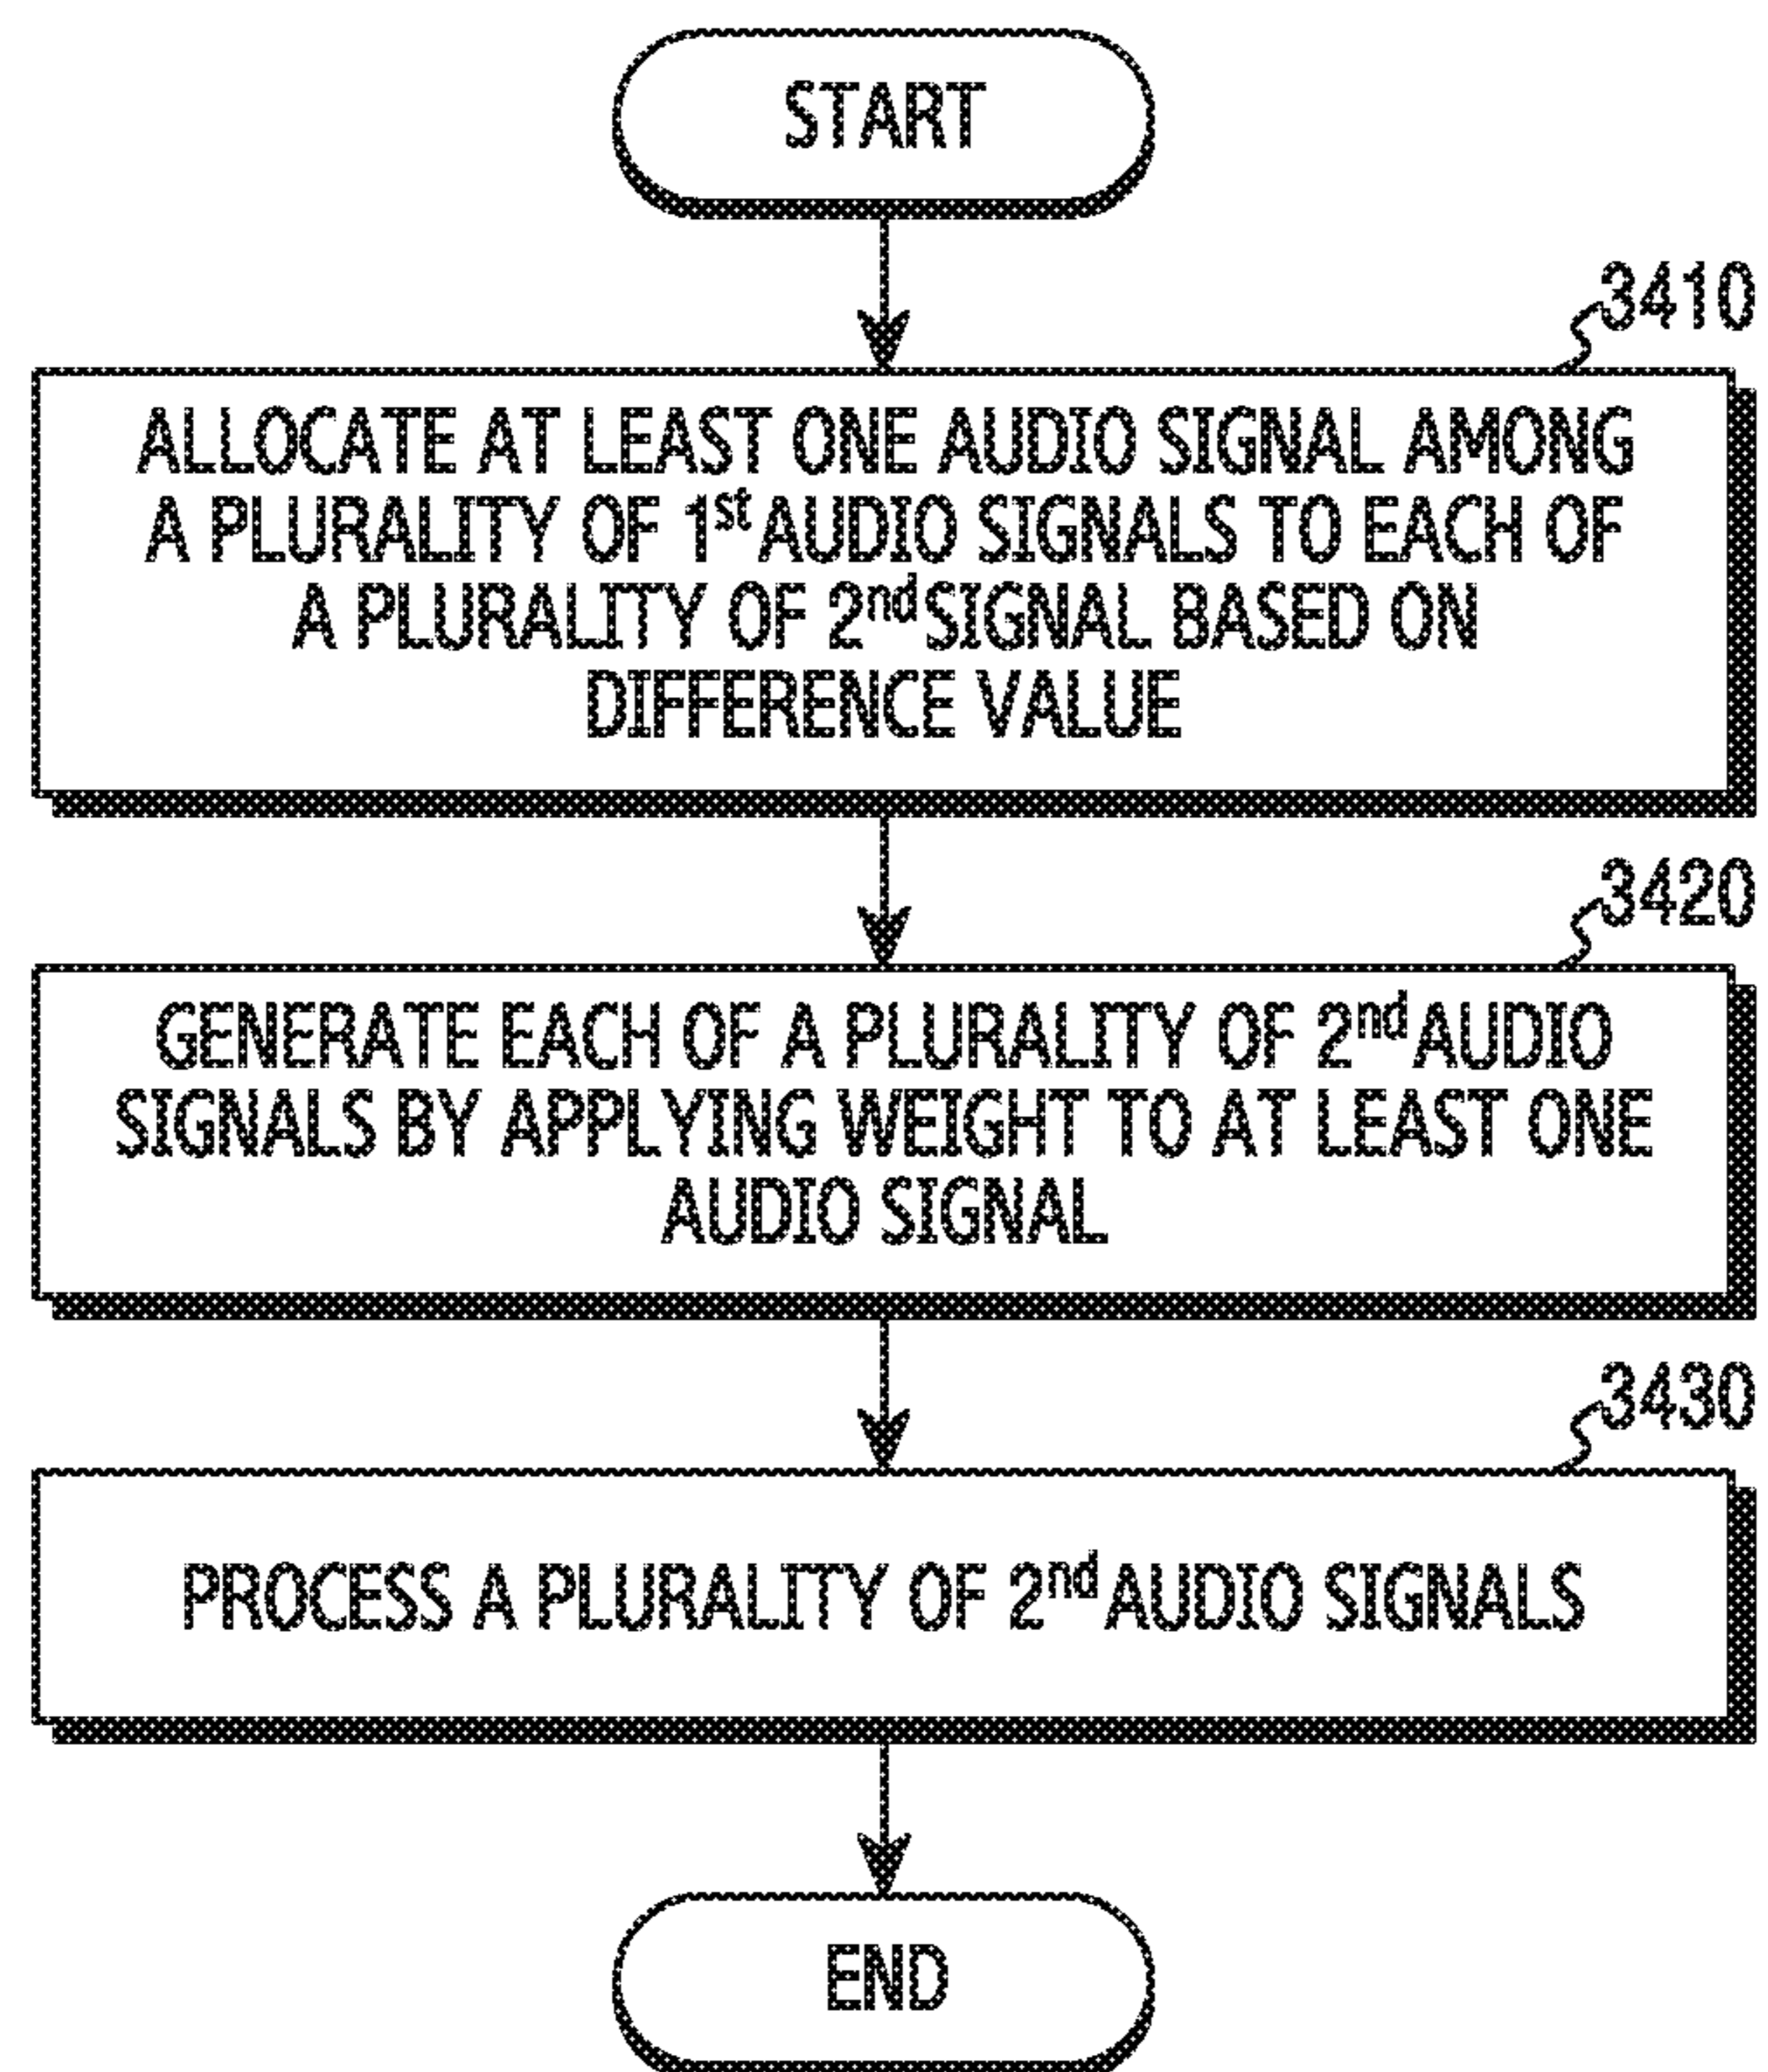 START
3410
ALLOCATE AT LEAST ONE AUDIO SIGNAL AMONG
A PLURALITY OF 1st AUDIO SIGNALS TO EACH OF
A PLURALITY OF 2nd SIGNAL BASED ON
DIFFERENCE VALUE
3420
GENERATE EACH OF A PLURALITY OF 2nd AUDIO
SIGNALS BY APPLYING WEIGHT TO AT LEAST ONE
AUDIO SIGNAL
3430
PROCESS A PLURALITY OF 2nd AUDIO SIGNALS
END